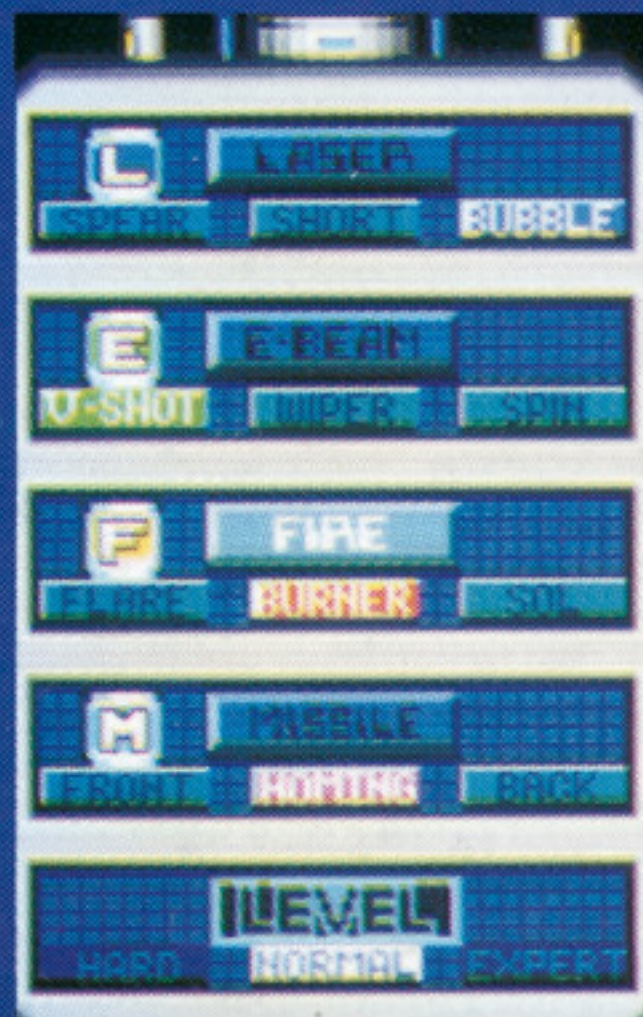 L LASER
SPEAR SHORT BUBBLE
E E-BEAM
V-SHOT WIPER SPIN
F FIRE
FLARE BURNER SOL
M MISSILE
FRONT HOMING BACK
LEVEL
HARD NORMAL EXPERT